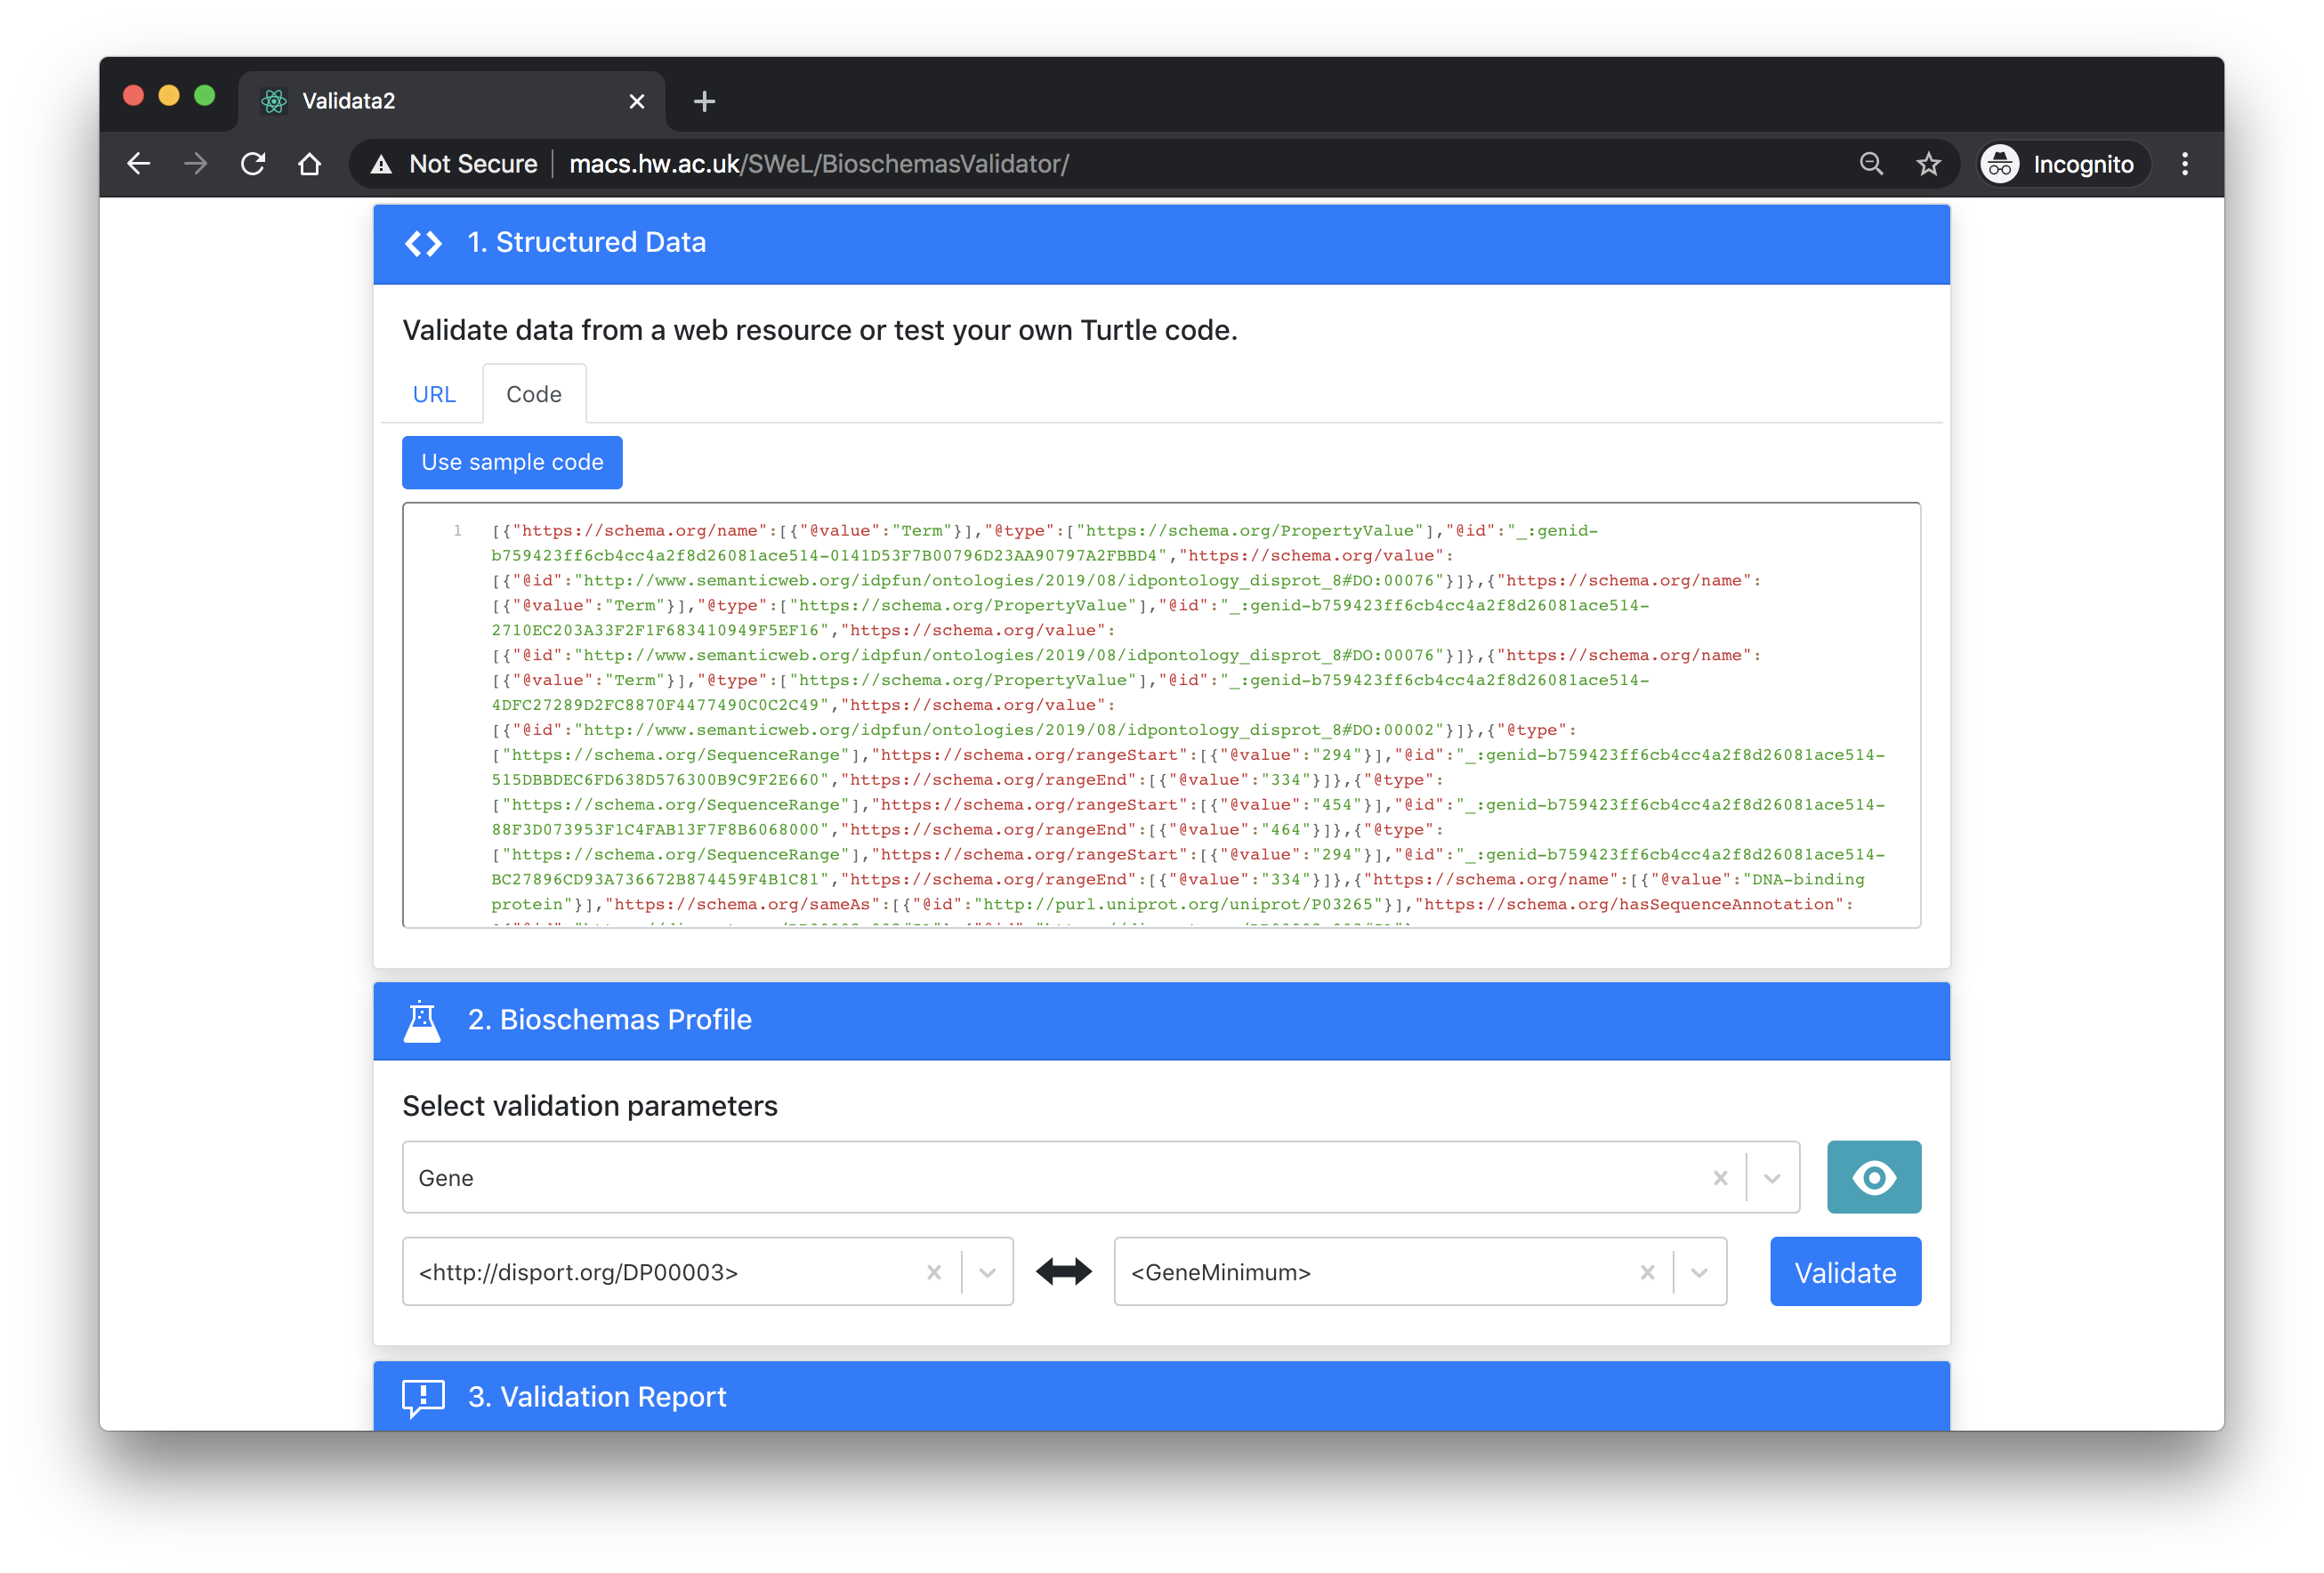 Validata2
Not Secure macs.hw.ac.uk/SWeL/BioschemasValidator/ Incognito
1. Structured Data
Validate data from a web resource or test your own Turtle code.
URL Code
Use sample code
1 [{"https://schema.org/name":[{"@value":"Term"}],"@type":["https://schema.org/PropertyValue"],"@id":"_:genid-
b759423ff6cb4cc4a2f8d26081ace514-0141D53F7B00796D23AA90797A2FBBD4","https://schema.org/value":
[{"@id":"http://www.semanticweb.org/idpfun/ontologies/2019/08/idpontology_disprot_8#DO:00076"}]},{"https://schema.org/name":
[{"@value":"Term"}],"@type":["https://schema.org/PropertyValue"],"@id":"_:genid-b759423ff6cb4cc4a2f8d26081ace514-
2710EC203A33F2F1F683410949F5EF16","https://schema.org/value":
[{"@id":"http://www.semanticweb.org/idpfun/ontologies/2019/08/idpontology_disprot_8#DO:00076"}]},{"https://schema.org/name":
[{"@value":"Term"}],"@type":["https://schema.org/PropertyValue"],"@id":"_:genid-b759423ff6cb4cc4a2f8d26081ace514-
4DFC27289D2FC8870F4477490C0C2C49","https://schema.org/value":
[{"@id":"http://www.semanticweb.org/idpfun/ontologies/2019/08/idpontology_disprot_8#DO:00002"}]},{"@type":
["https://schema.org/SequenceRange"],"https://schema.org/rangeStart":[{"@value":"294"}],"@id":"_:genid-b759423ff6cb4cc4a2f8d26081ace514-
515DBBDEC6FD638D576300B9C9F2E660","https://schema.org/rangeEnd":[{"@value":"334"}]},{"@type":
["https://schema.org/SequenceRange"],"https://schema.org/rangeStart":[{"@value":"454"}],"@id":"_:genid-b759423ff6cb4cc4a2f8d26081ace514-
88F3D073953F1C4FAB13F7F8B6068000","https://schema.org/rangeEnd":[{"@value":"464"}]},{"@type":
["https://schema.org/SequenceRange"],"https://schema.org/rangeStart":[{"@value":"294"}],"@id":"_:genid-b759423ff6cb4cc4a2f8d26081ace514-
BC27896CD93A736672B874459F4B1C81","https://schema.org/rangeEnd":[{"@value":"334"}]},{"https://schema.org/name":[{"@value":"DNA-binding
protein"}],"https://schema.org/sameAs":[{"@id":"http://purl.uniprot.org/uniprot/P03265"}],"https://schema.org/hasSequenceAnnotation":
2. Bioschemas Profile
Select validation parameters
Gene
<http://disport.org/DP00003> <GeneMinimum> Validate
3. Validation Report